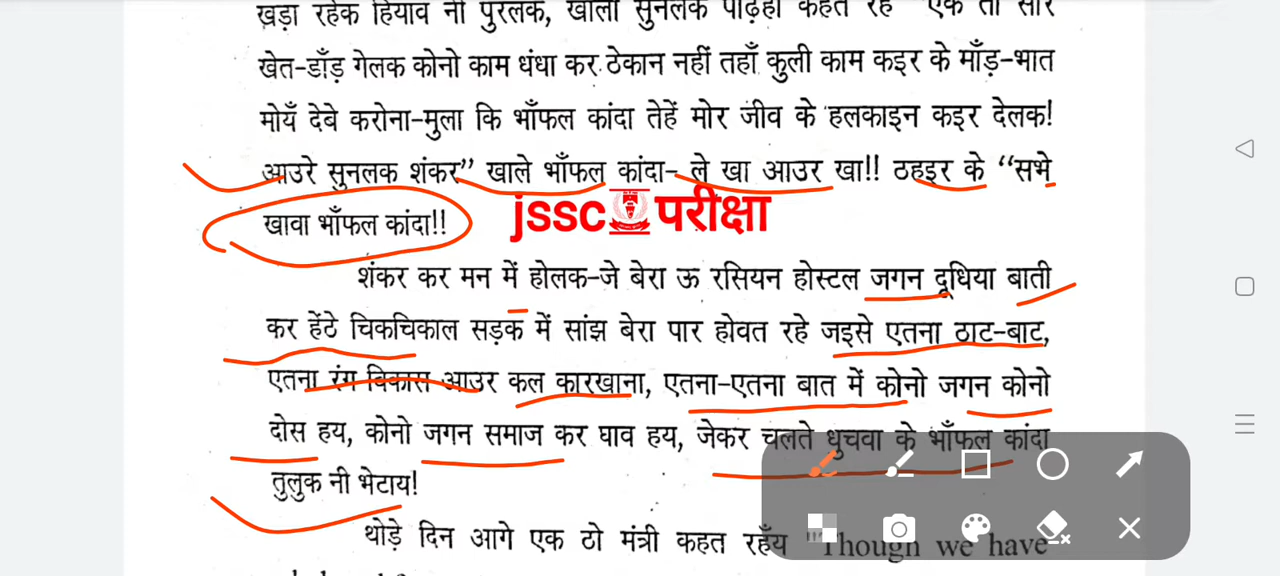 खड़ा रहेक हियाव नी पुरलक, खाली सुनलक पढ़िहा कहत रहे "एक तो सार
खेत-डाँड़ गेलक कोनो काम धंधा कर ठेकान नहीं तहाँ कुली काम कइर के माँड़-भात
मोयँ देबे करोना-मुला कि भाँफल कांदा तेहें मोर जीव के हलकाइन कइर देलक!
आउरे सुनलक शंकर” खाले भाँफल कांदा- ले खा आउर खा!! ठहइर के “सभे
खावा भाँफल कांदा!!
jssc परीक्षा
शंकर कर मन में होलक-जे बेरा ऊ रसियन होस्टल जगन दूधिया बाती
कर हेंठे चिकचिकाल सड़क में सांझ बेरा पार होवत रहे जइसे एतना ठाट-बाट,
एतना रंग विकास आउर कल कारखाना, एतना-एतना बात में कोनो जगन कोनो
दोस हय, कोनो जगन समाज कर घाव हय, जेकर चलते धुचवा के भाँफल कांदा
तुलुक नी भेटाय!
थोड़े दिन आगे एक ठो मंत्री कहत रहँय "Though we have